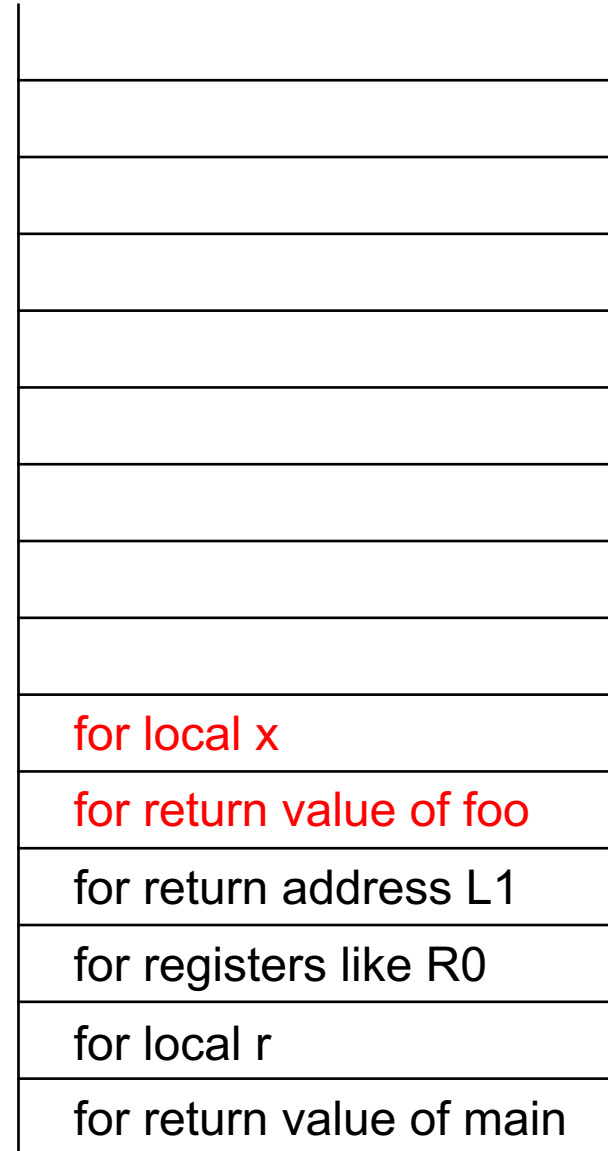 for local x
for return value of foo
for return address L1
for registers like R0
for local r
for return value of main